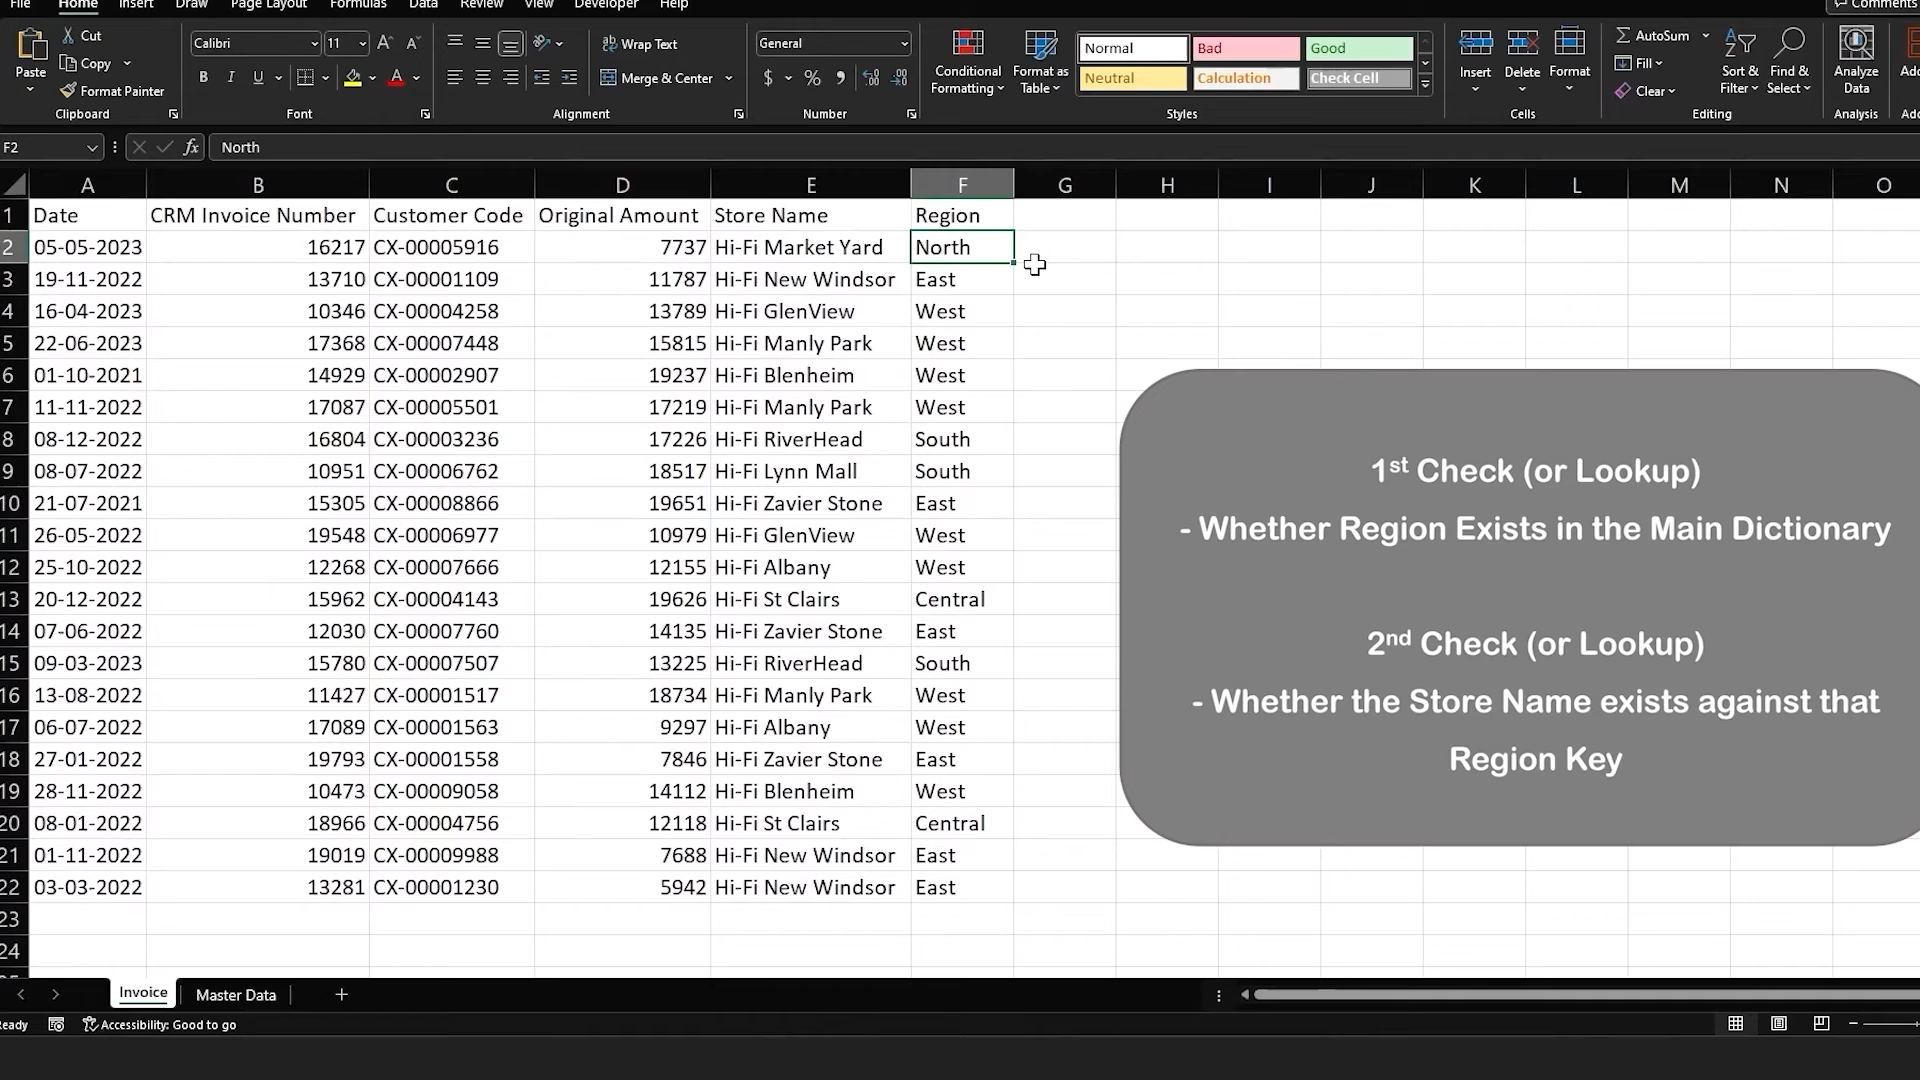 File Home Insert Draw Page Layout Formulas Data Review View Developer Help Comments
Cut
Copy
Format Painter
Paste
Clipboard
Calibri 11
B I U
Font
Wrap Text
Merge & Center
Alignment
General
$ % ,
Number
Conditional Formatting
Format as Table
Normal Bad Good
Neutral Calculation Check Cell
Styles
Insert Delete Format
Cells
AutoSum
Fill
Clear
Sort & Filter
Find & Select
Editing
Analyze Data
Analysis
F2 fx North
A B C D E F G H I J K L M N O
1 Date CRM Invoice Number Customer Code Original Amount Store Name Region
2 05-05-2023 16217 CX-00005916 7737 Hi-Fi Market Yard North
3 19-11-2022 13710 CX-00001109 11787 Hi-Fi New Windsor East
4 16-04-2023 10346 CX-00004258 13789 Hi-Fi GlenView West
5 22-06-2023 17368 CX-00007448 15815 Hi-Fi Manly Park West
6 01-10-2021 14929 CX-00002907 19237 Hi-Fi Blenheim West
7 11-11-2022 17087 CX-00005501 17219 Hi-Fi Manly Park West
8 08-12-2022 16804 CX-00003236 17226 Hi-Fi RiverHead South
9 08-07-2022 10951 CX-00006762 18517 Hi-Fi Lynn Mall South
10 21-07-2021 15305 CX-00008866 19651 Hi-Fi Zavier Stone East
11 26-05-2022 19548 CX-00006977 10979 Hi-Fi GlenView West
12 25-10-2022 12268 CX-00007666 12155 Hi-Fi Albany West
13 20-12-2022 15962 CX-00004143 19626 Hi-Fi St Clairs Central
14 07-06-2022 12030 CX-00007760 14135 Hi-Fi Zavier Stone East
15 09-03-2023 15780 CX-00007507 13225 Hi-Fi RiverHead South
16 13-08-2022 11427 CX-00001517 18734 Hi-Fi Manly Park West
17 06-07-2022 17089 CX-00001563 9297 Hi-Fi Albany West
18 27-01-2022 19793 CX-00001558 7846 Hi-Fi Zavier Stone East
19 28-11-2022 10473 CX-00009058 14112 Hi-Fi Blenheim West
20 08-01-2022 18966 CX-00004756 12118 Hi-Fi St Clairs Central
21 01-11-2022 19019 CX-00009988 7688 Hi-Fi New Windsor East
22 03-03-2022 13281 CX-00001230 5942 Hi-Fi New Windsor East
23
24
1st Check (or Lookup)
- Whether Region Exists in the Main Dictionary
2nd Check (or Lookup)
- Whether the Store Name exists against that
Region Key
Invoice Master Data
Accessibility: Good to go